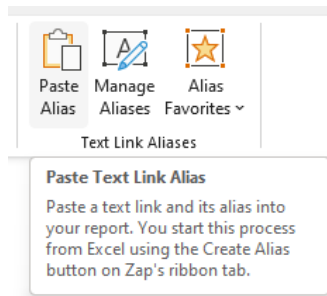 Paste Manage Alias
Alias Aliases Favorites
Text Link Aliases
Paste Text Link Alias
Paste a text link and its alias into
your report. You start this process
from Excel using the Create Alias
button on Zap's ribbon tab.